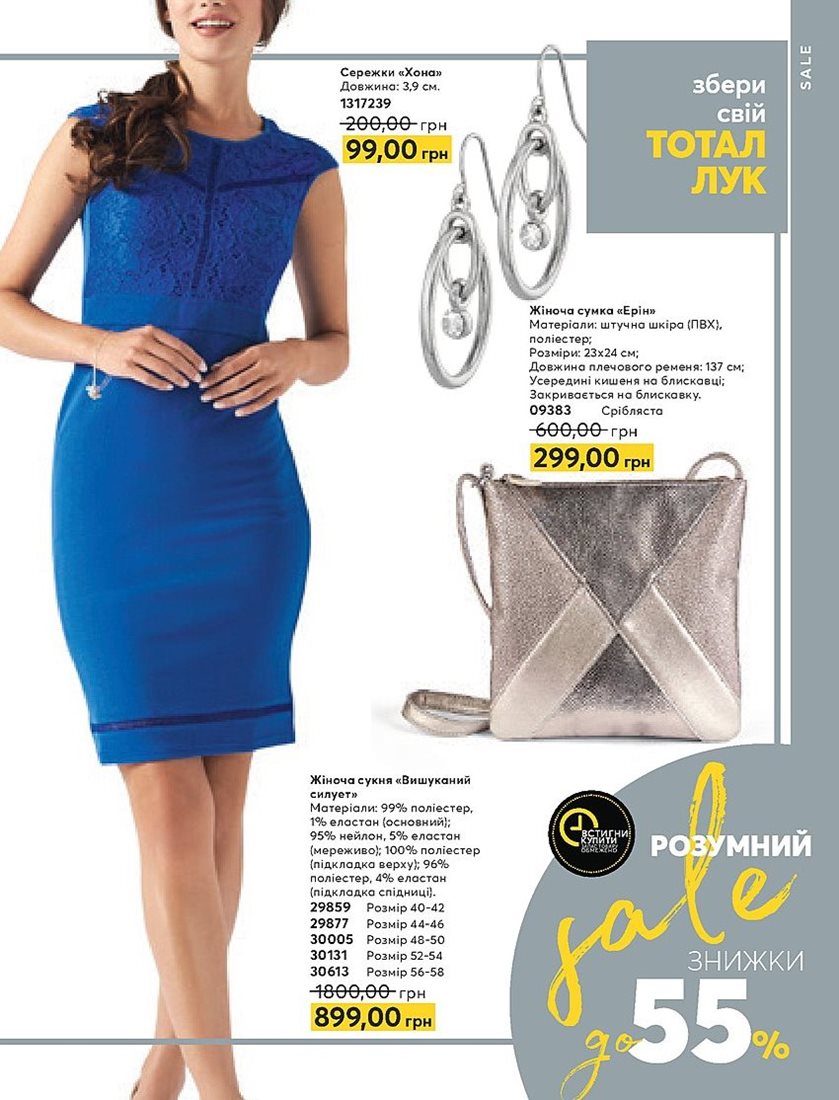 SALE
збери
свій
ТОТАЛ
ЛУК
Сережки «Хона»
Довжина: 3,9 см.
1317239
200,00 грн
99,00 грн
Жіноча сумка «Ерін»
Матеріали: штучна шкіра (ПВХ),
поліестер;
Розміри: 23х24 см;
Довжина плечового ременя: 137 см;
Усередині кишеня на блискавці;
Закривається на блискавку.
09383 Срібляста
600,00 грн
299,00 грн
Жіноча сукня «Вишуканий
силует»
Матеріали: 99% поліестер,
1% еластан (основний);
95% нейлон, 5% еластан
(мереживо); 100% поліестер
(підкладка верху); 96%
поліестер, 4% еластан
(підкладка спідниці).
29859 Розмір 40-42
29877 Розмір 44-46
30005 Розмір 48-50
30131 Розмір 52-54
30613 Розмір 56-58
1800,00 грн
899,00 грн
ВСТИГНИ
КУПИТИ
РОЗУМНИЙ
sale
ЗНИЖКИ
до 55%